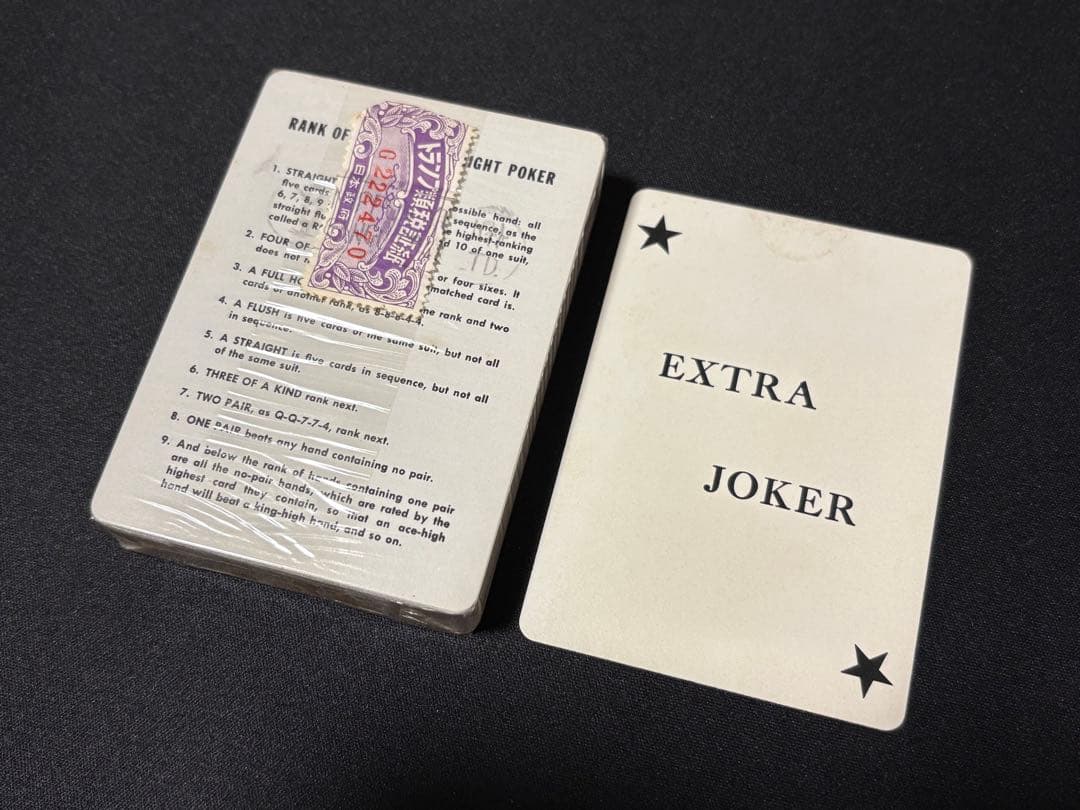 RANK OF IGHT POKER
1. STRAIGHT ossible hand: all
five cards sequence, as the
6, 7, 8, 9 highest-ranking
straight flu d 10 of one suit,
called a R
2. FOUR OF or four sixes. It
does not matched card is.
3. A FULL HO me rank and two
cards of another rank, as 8-8-8-4-4.
4. A FLUSH is five cards of the same suit, but not all
in sequence.
5. A STRAIGHT is five cards in sequence, but not all
of the same suit.
6. THREE OF A KIND rank next.
7. TWO PAIR, as Q-Q-7-7-4, rank next.
8. ONE PAIR beats any hand containing no pair.
9. And below the rank of hands containing one pair
are all the no-pair hands, which are rated by the
highest card they contain, so that an ace-high
hand will beat a king-high hand, and so on.
トランプ類税証紙
G222470
日本政府
EXTRA
JOKER